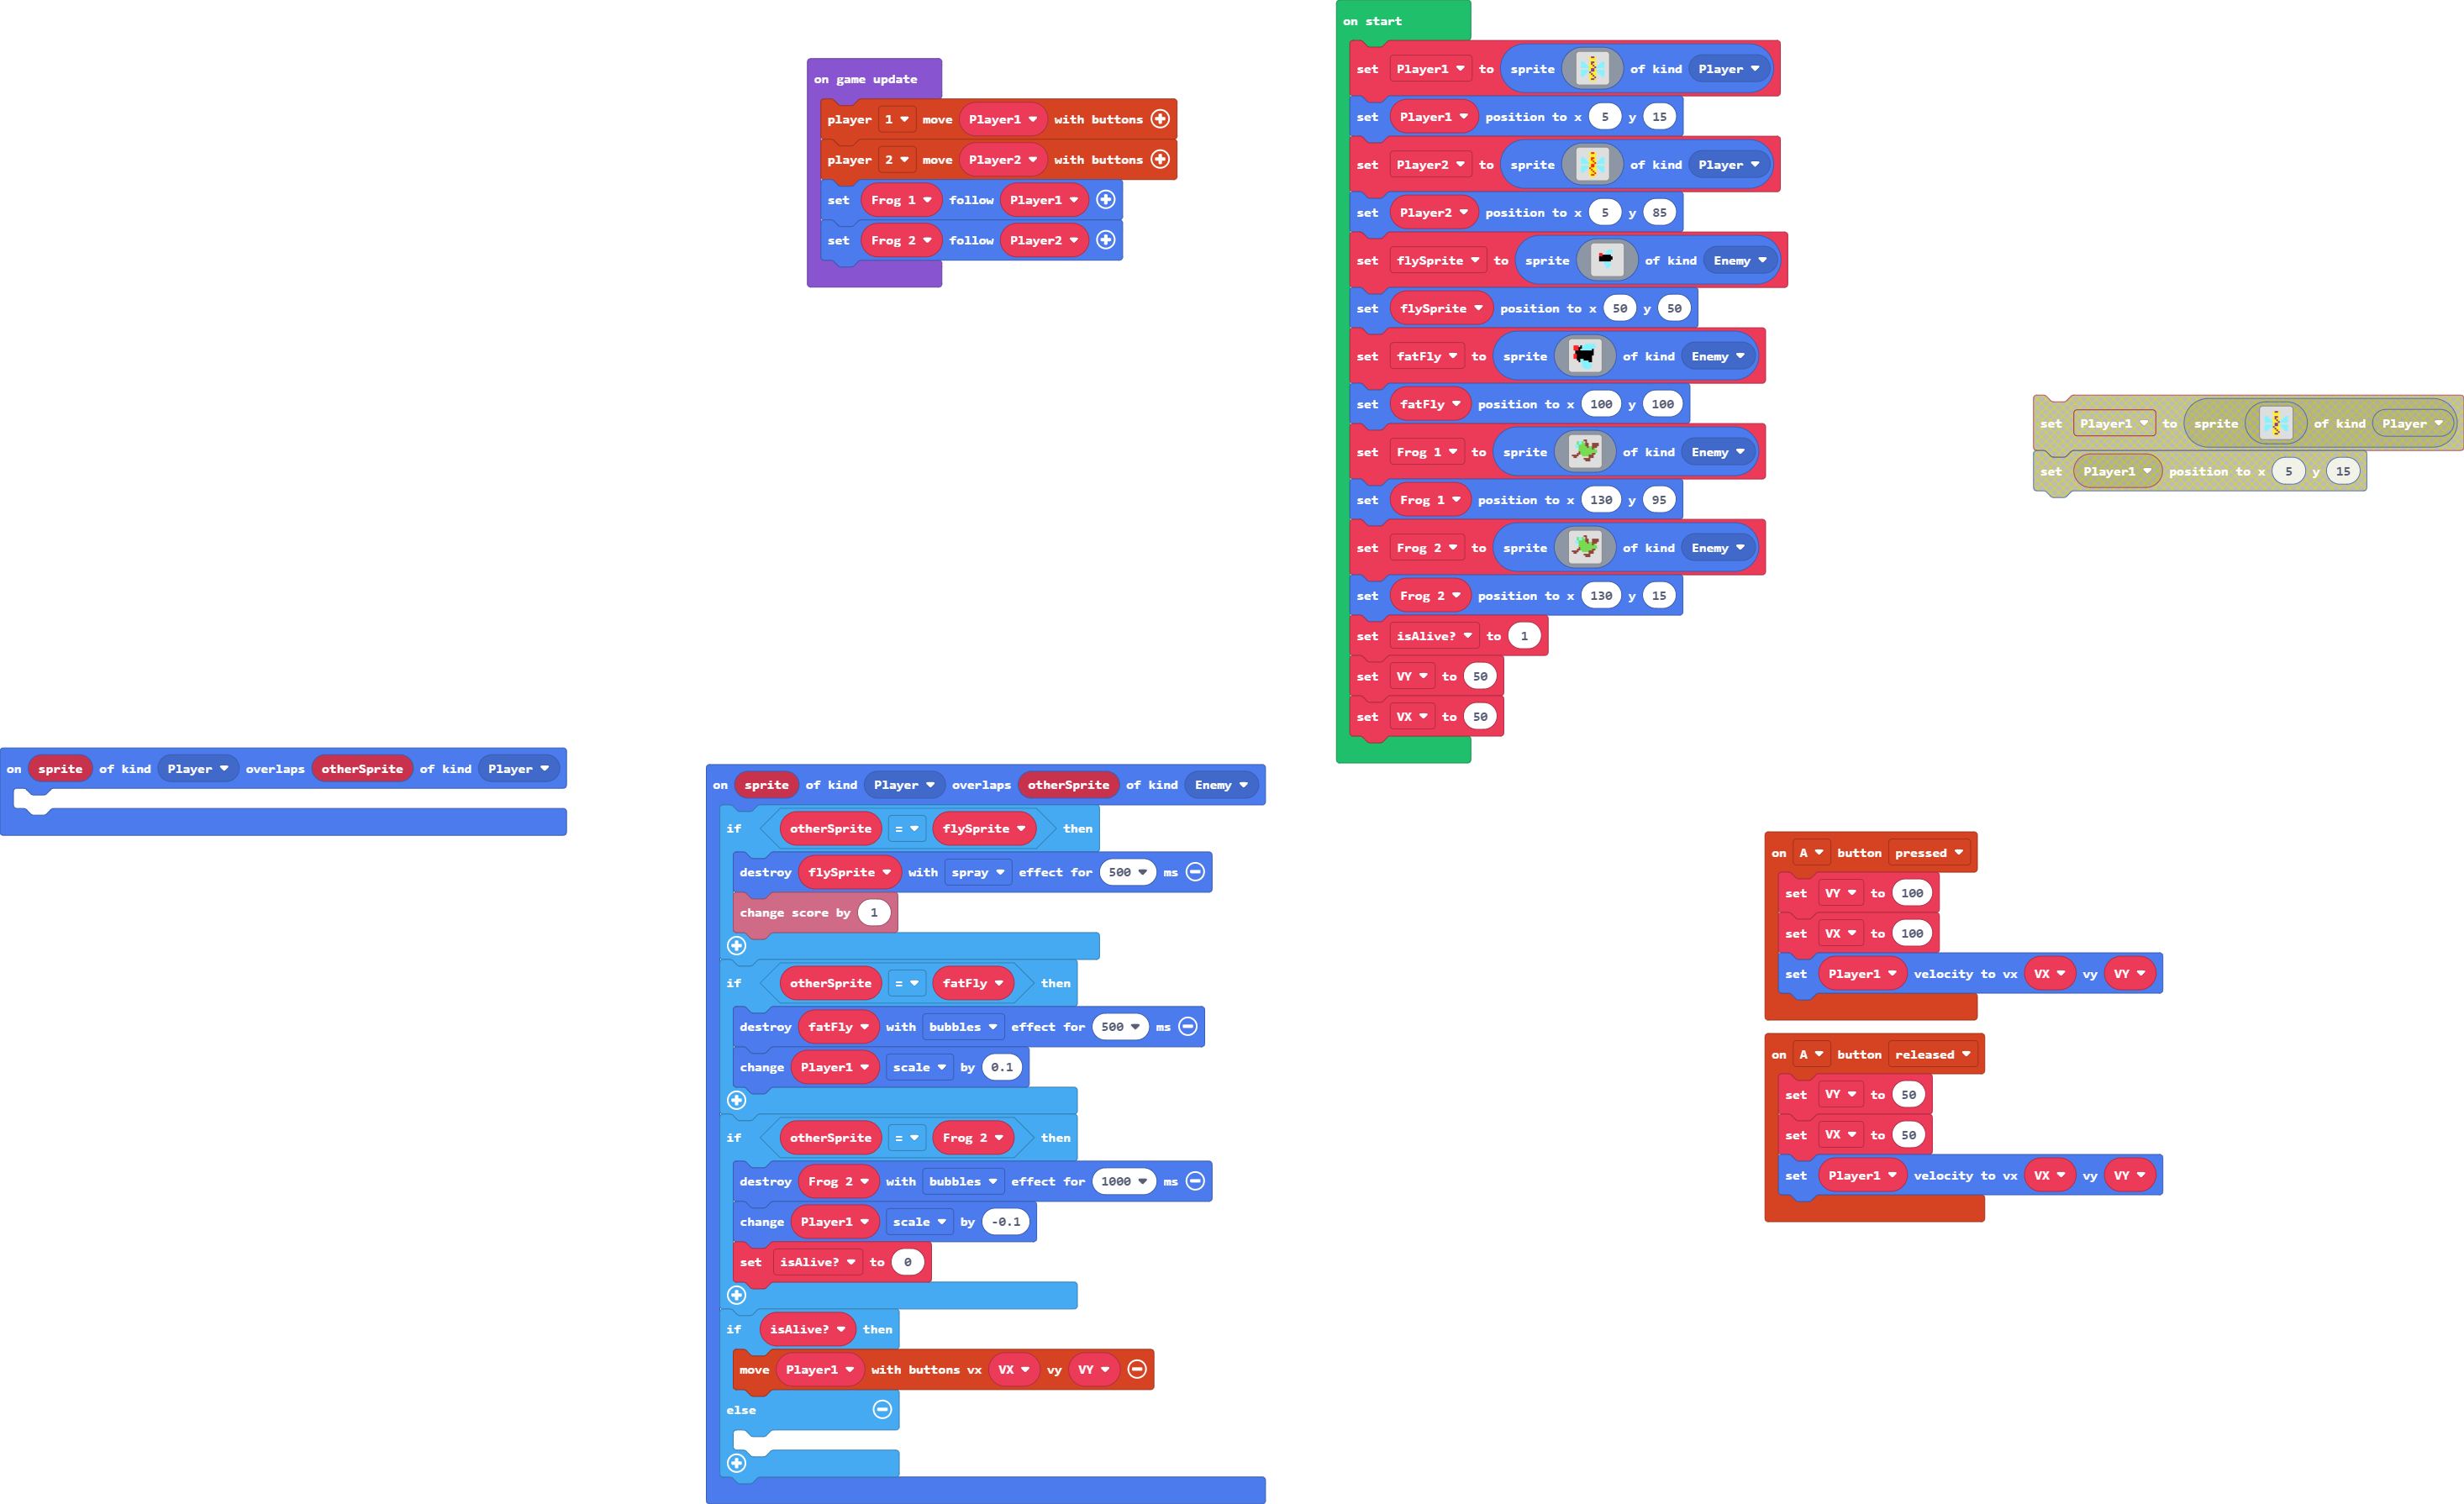 on start
set Player1 to sprite of kind Player
set Player1 position to x 5 y 15
set Player2 to sprite of kind Player
set Player2 position to x 5 y 85
set flySprite to sprite of kind Enemy
set flySprite position to x 50 y 50
set fatFly to sprite of kind Enemy
set fatFly position to x 100 y 100
set Frog 1 to sprite of kind Enemy
set Frog 1 position to x 130 y 95
set Frog 2 to sprite of kind Enemy
set Frog 2 position to x 130 y 15
set isAlive? to 1
set VY to 50
set VX to 50
on game update
player 1 move Player1 with buttons
player 2 move Player2 with buttons
set Frog 1 follow Player1
set Frog 2 follow Player2
set Player1 to sprite of kind Player
set Player1 position to x 5 y 15
on sprite of kind Player overlaps otherSprite of kind Player
on sprite of kind Player overlaps otherSprite of kind Enemy
if otherSprite = flySprite then
destroy flySprite with spray effect for 500 ms
change score by 1
if otherSprite = fatFly then
destroy fatFly with bubbles effect for 500 ms
change Player1 scale by 0.1
if otherSprite = Frog 2 then
destroy Frog 2 with bubbles effect for 1000 ms
change Player1 scale by -0.1
set isAlive? to 0
if isAlive? then
move Player1 with buttons vx VX vy VY
else
on A button pressed
set VY to 100
set VX to 100
set Player1 velocity to vx VX vy VY
on A button released
set VY to 50
set VX to 50
set Player1 velocity to vx VX vy VY